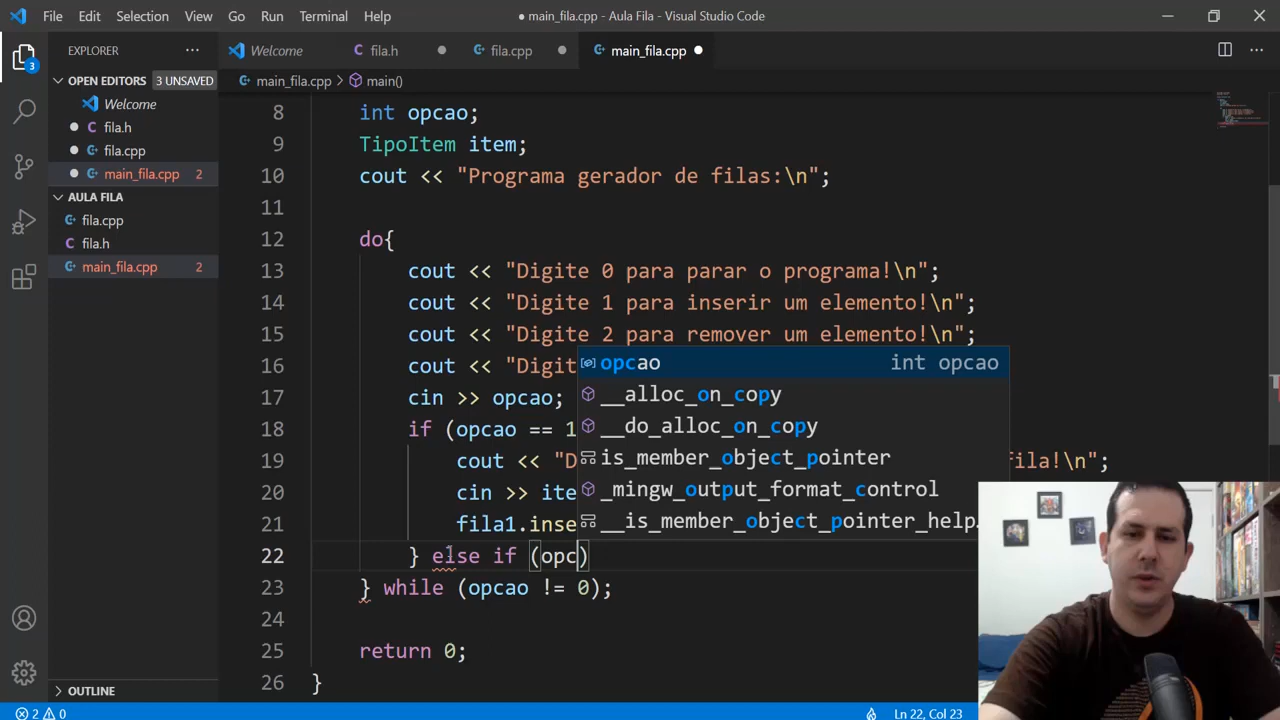 File Edit Selection View Go Run Terminal Help
main_fila.cpp - Aula Fila - Visual Studio Code
EXPLORER
Welcome fila.h fila.cpp main_fila.cpp
OPEN EDITORS 3 UNSAVED
main_fila.cpp > main()
3
Welcome
fila.h
fila.cpp
main_fila.cpp 2
AULA FILA
fila.cpp
fila.h
main_fila.cpp 2
OUTLINE
8 int opcao;
9 TipoItem item;
10 cout << "Programa gerador de filas:\n";
11
12 do{
13 cout << "Digite 0 para parar o programa!\n";
14 cout << "Digite 1 para inserir um elemento!\n";
15 cout << "Digite 2 para remover um elemento!\n";
16 cout << "Digit
17 cin >> opcao;
18 if (opcao == 1
19 cout << "D fila!\n";
20 cin >> ite
21 fila1.inse
22 } else if (opc)
23 } while (opcao != 0);
24
25 return 0;
26 }
opcao int opcao
__alloc_on_copy
__do_alloc_on_copy
is_member_object_pointer
_mingw_output_format_control
__is_member_object_pointer_help
2 0
Ln 22, Col 23